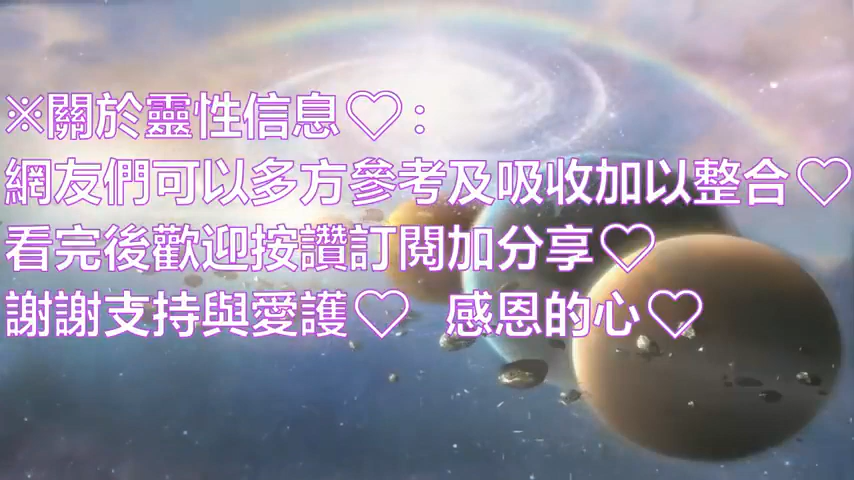 ※關於靈性信息♡:
網友們可以多方參考及吸收加以整合♡
看完後歡迎按讚訂閱加分享♡
謝謝支持與愛護♡ 感恩的心♡